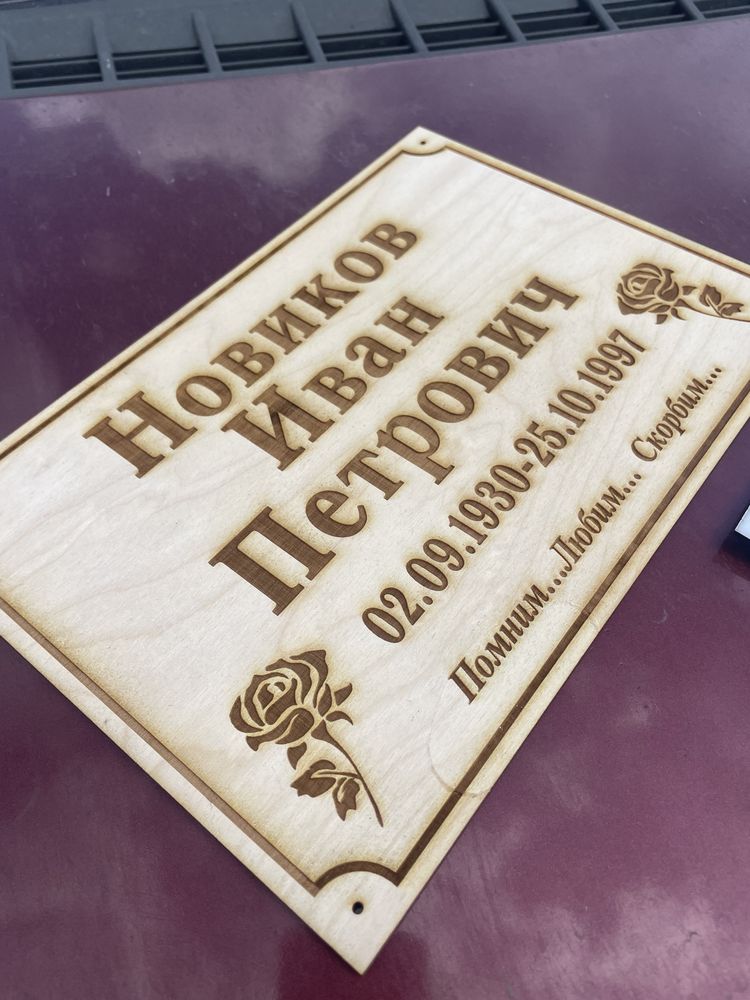 Новиков
Иван
Петрович
02.09.1930-25.10.1997
Помним...Любим... Скорбим...